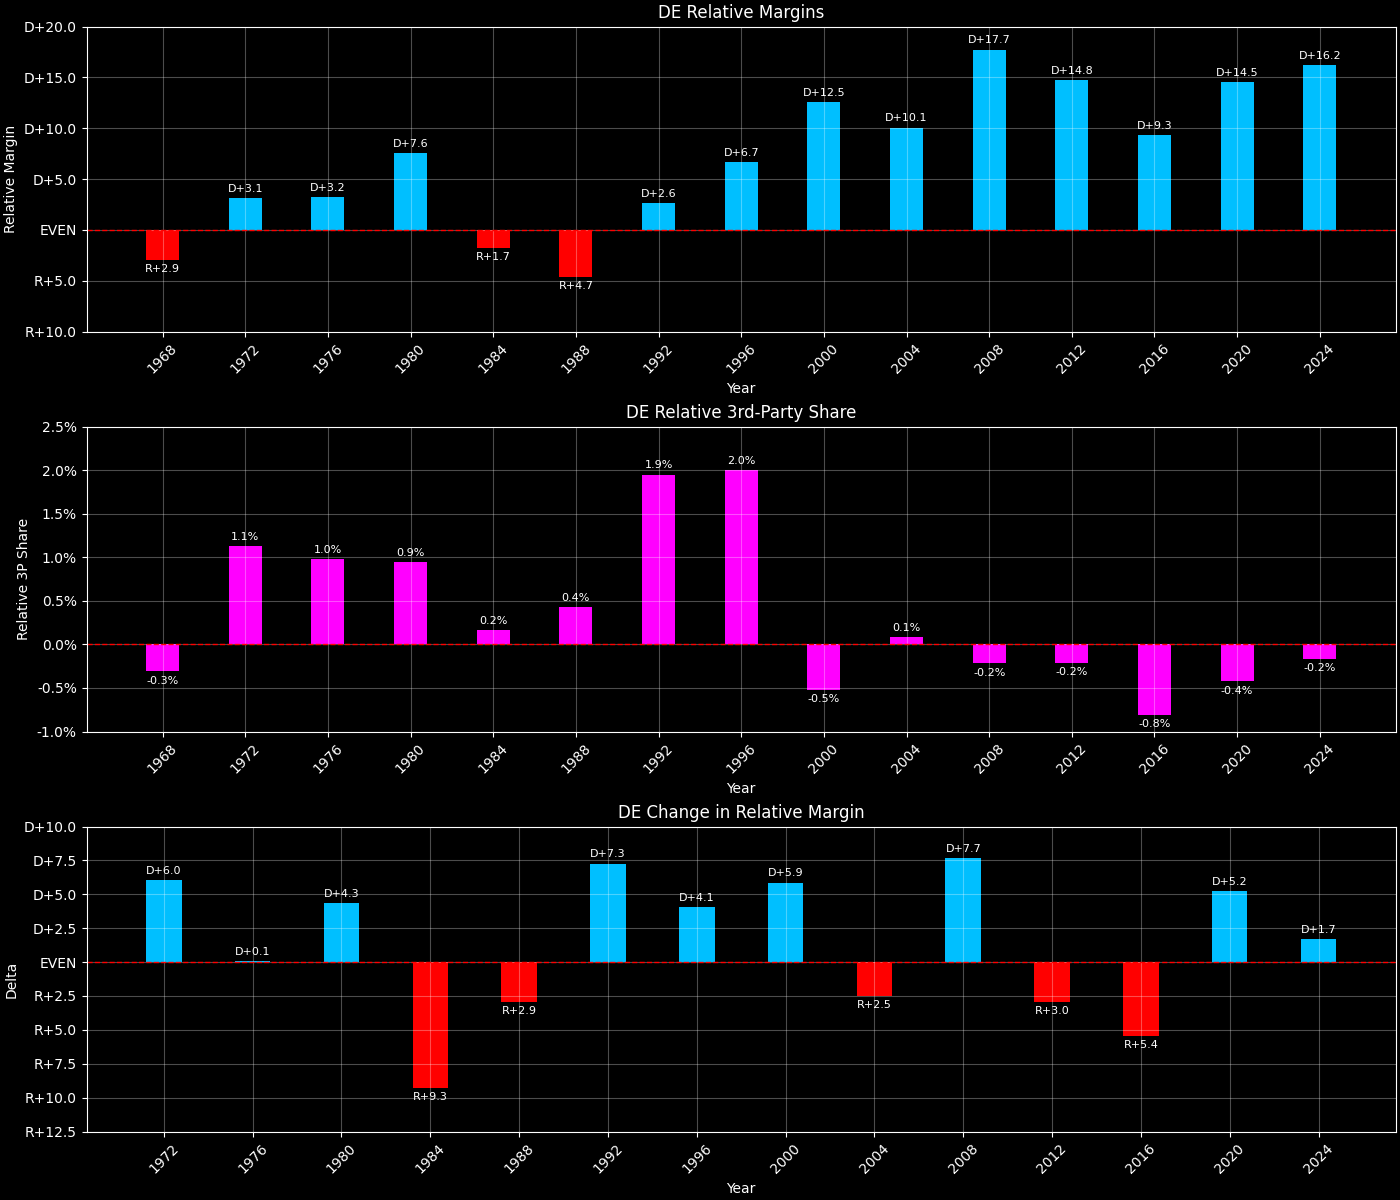 DE Relative Margins
Relative Margin
D+20.0
D+15.0
D+10.0
D+5.0
EVEN
R+5.0
R+10.0
R+2.9
D+3.1
D+3.2
D+7.6
R+1.7
R+4.7
D+2.6
D+6.7
D+12.5
D+10.1
D+17.7
D+14.8
D+9.3
D+14.5
D+16.2
1968 1972 1976 1980 1984 1988 1992 1996 2000 2004 2008 2012 2016 2020 2024
Year
DE Relative 3rd-Party Share
Relative 3P Share
2.5%
2.0%
1.5%
1.0%
0.5%
0.0%
-0.5%
-1.0%
-0.3%
1.1%
1.0%
0.9%
0.2%
0.4%
1.9%
2.0%
-0.5%
0.1%
-0.2%
-0.2%
-0.8%
-0.4%
-0.2%
1968 1972 1976 1980 1984 1988 1992 1996 2000 2004 2008 2012 2016 2020 2024
Year
DE Change in Relative Margin
Delta
D+10.0
D+7.5
D+5.0
D+2.5
EVEN
R+2.5
R+5.0
R+7.5
R+10.0
R+12.5
D+6.0
D+0.1
D+4.3
R+9.3
R+2.9
D+7.3
D+4.1
D+5.9
R+2.5
D+7.7
R+3.0
R+5.4
D+5.2
D+1.7
1972 1976 1980 1984 1988 1992 1996 2000 2004 2008 2012 2016 2020 2024
Year